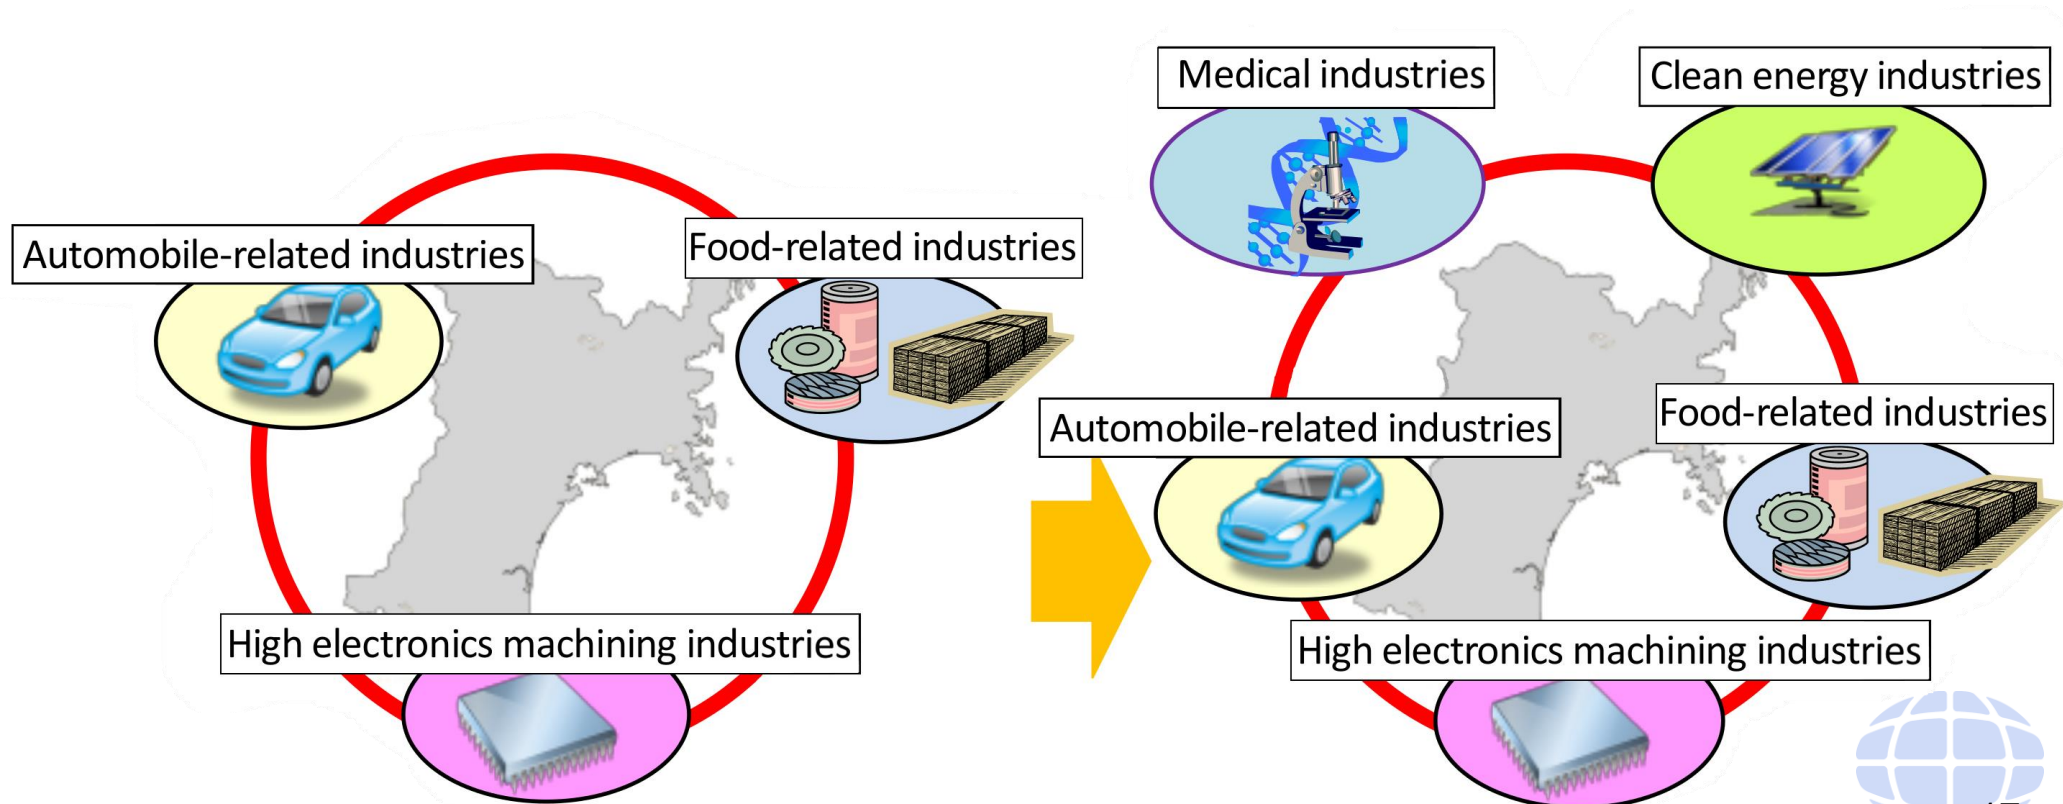 Automobile-related industries
Food-related industries
High electronics machining industries
Medical industries
Clean energy industries
Automobile-related industries
Food-related industries
High electronics machining industries